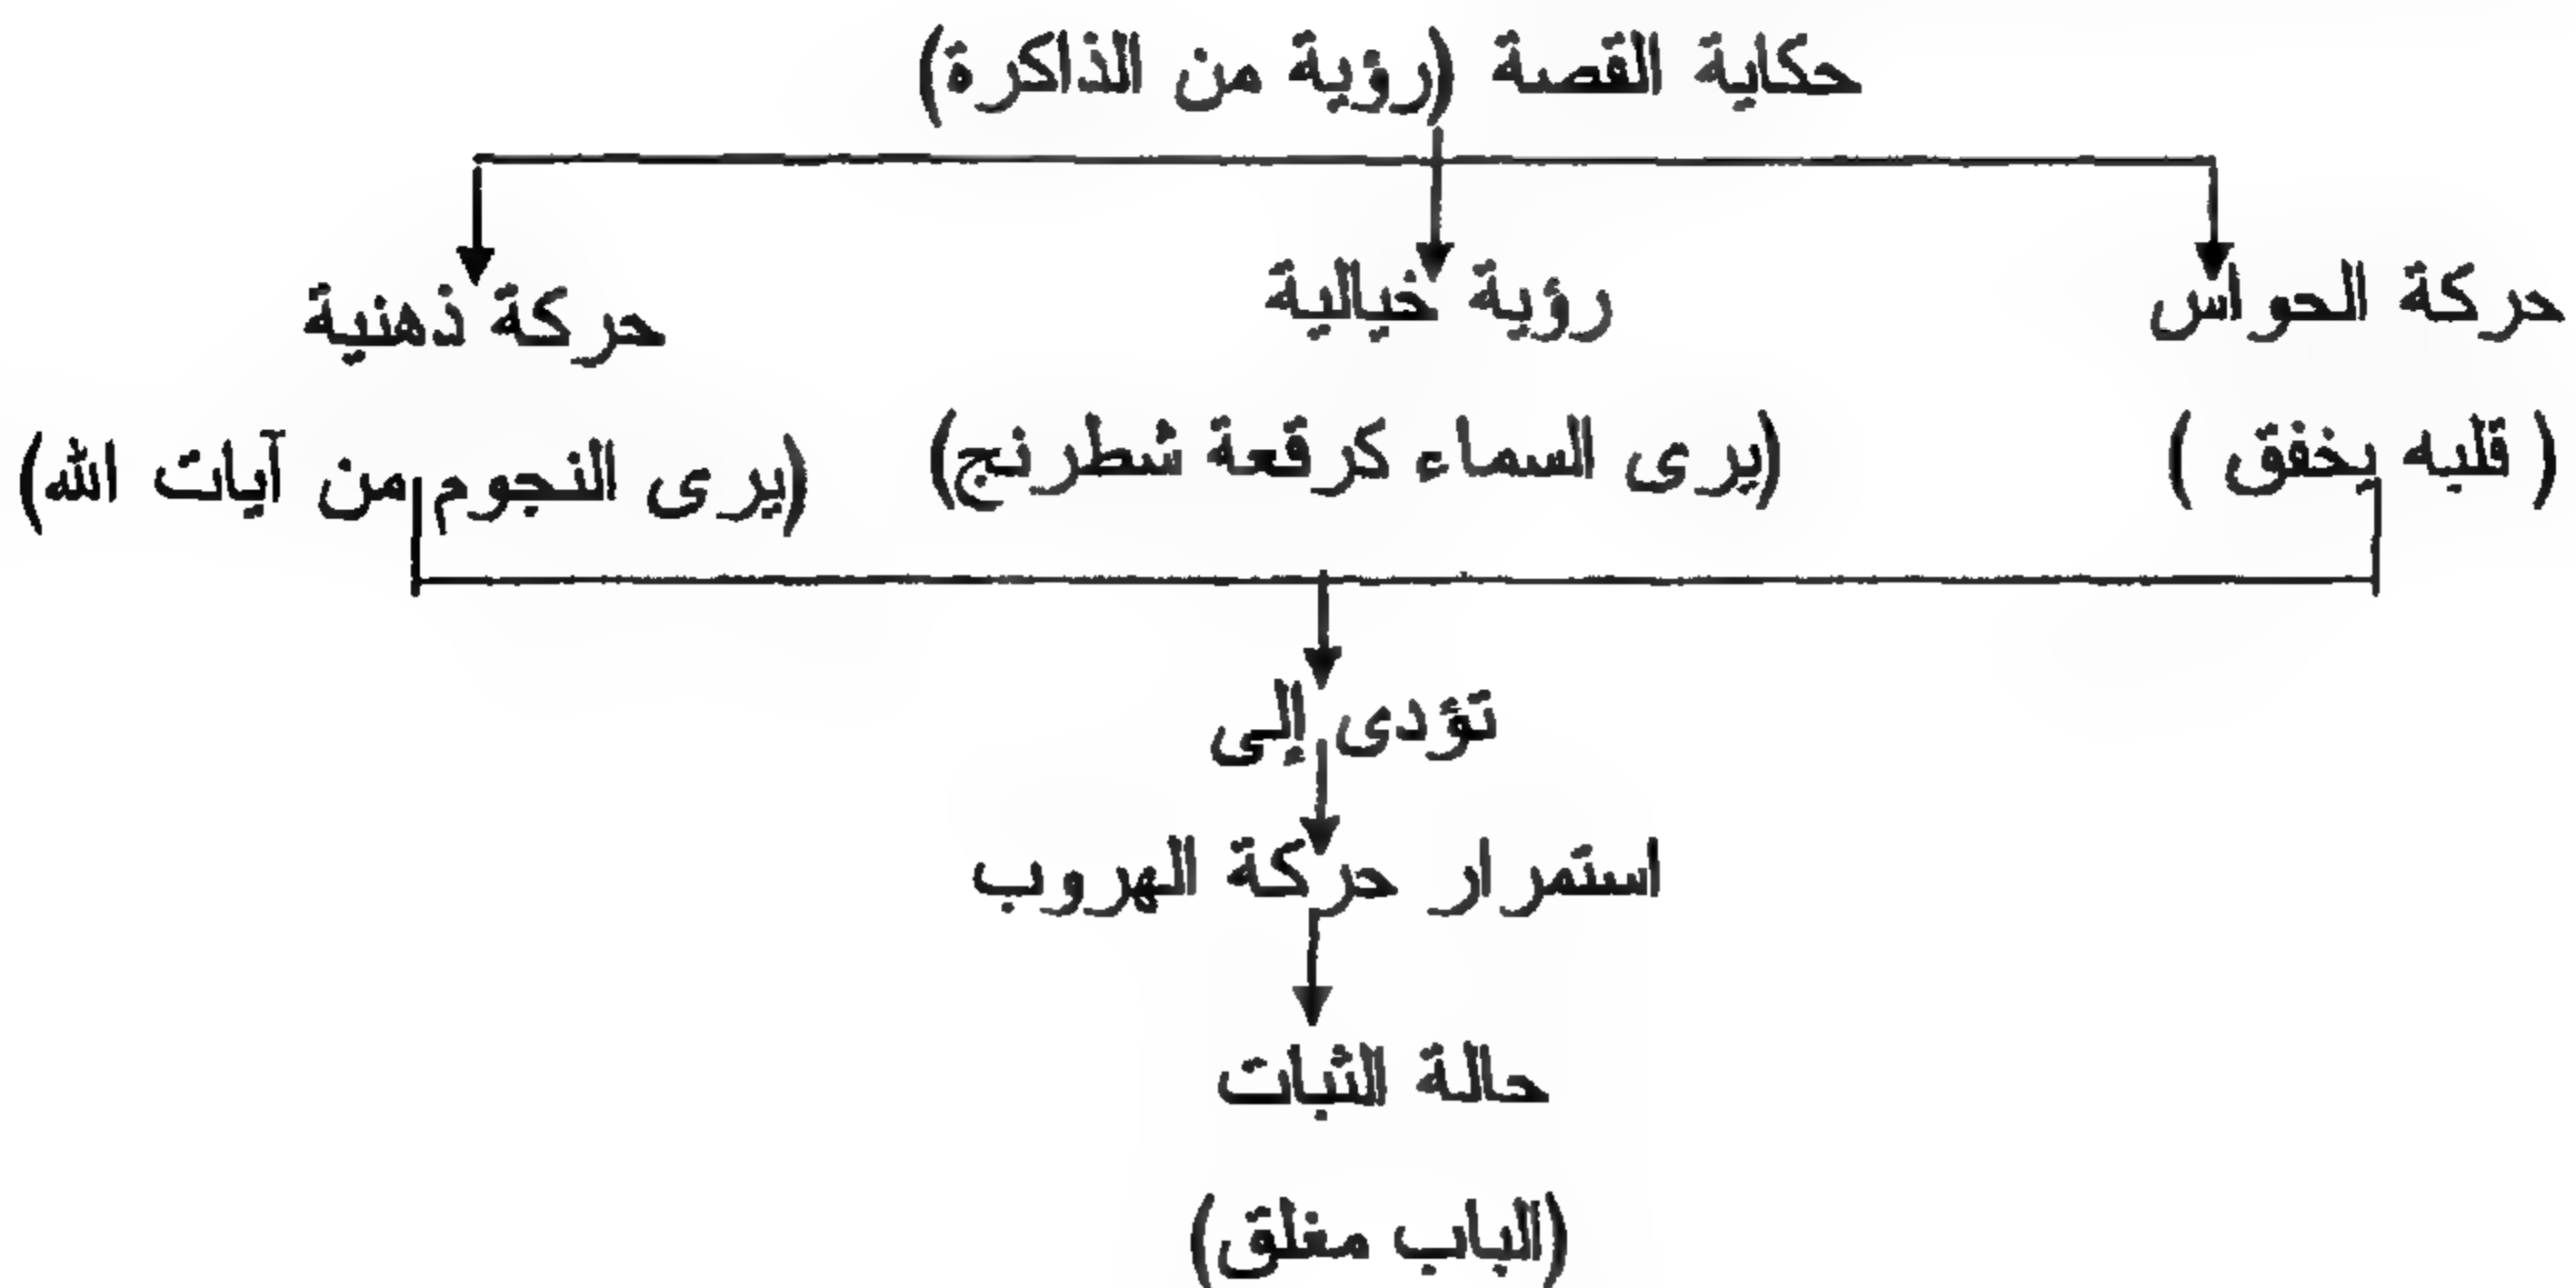 حكاية القصة (رؤية من الذاكرة)
حركة الحواس رؤية خيالية حركة ذهنية
( قلبه يخفق ) (يرى السماء كرقعة شطرنج) (يرى النجوم من آيات الله)
تؤدى إلى
استمرار حركة الهروب
حالة الثبات
(الباب مغلق)